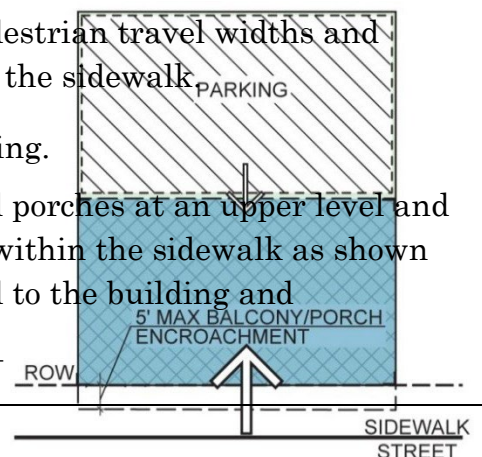 destrian travel widths and
the sidewalk.
PARKING
ing.
porches at an upper level and
within the sidewalk as shown
to the building and
5' MAX BALCONY/PORCH
ENCROACHMENT
ROW
SIDEWALK
STREET